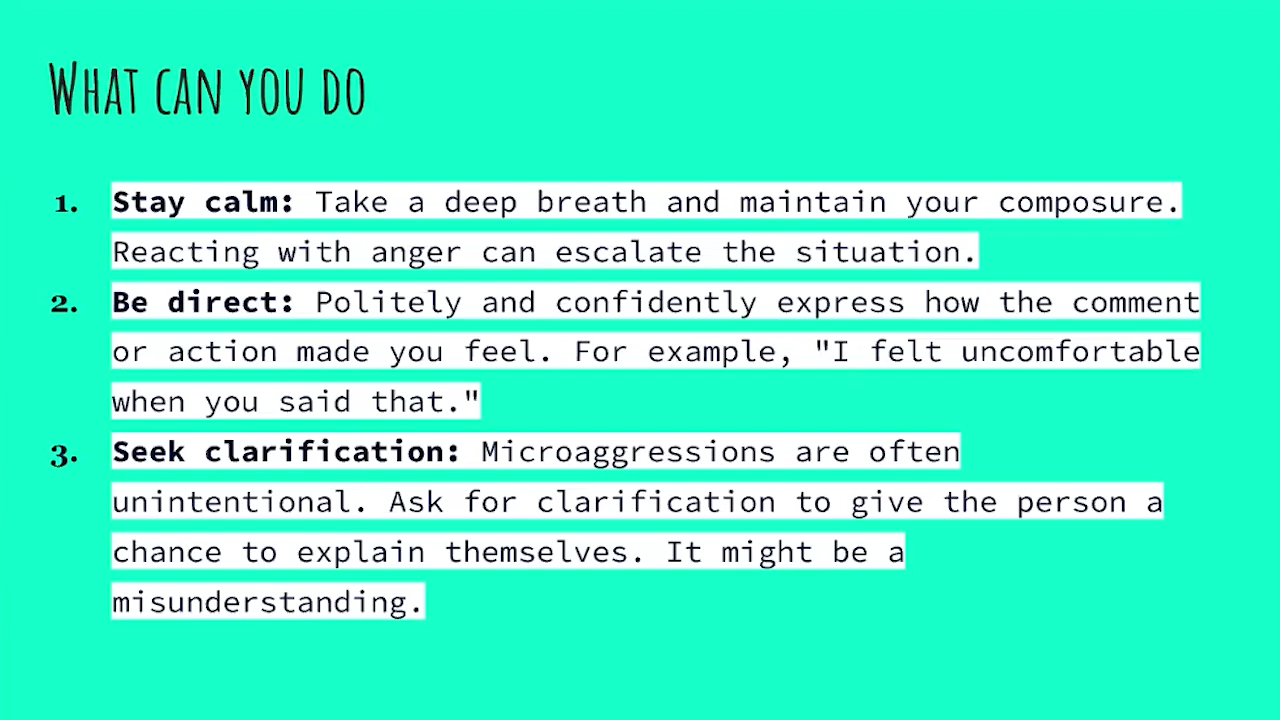 What can you do
1. Stay calm: Take a deep breath and maintain your composure.
Reacting with anger can escalate the situation.
2. Be direct: Politely and confidently express how the comment
or action made you feel. For example, "I felt uncomfortable
when you said that."
3. Seek clarification: Microaggressions are often
unintentional. Ask for clarification to give the person a
chance to explain themselves. It might be a
misunderstanding.